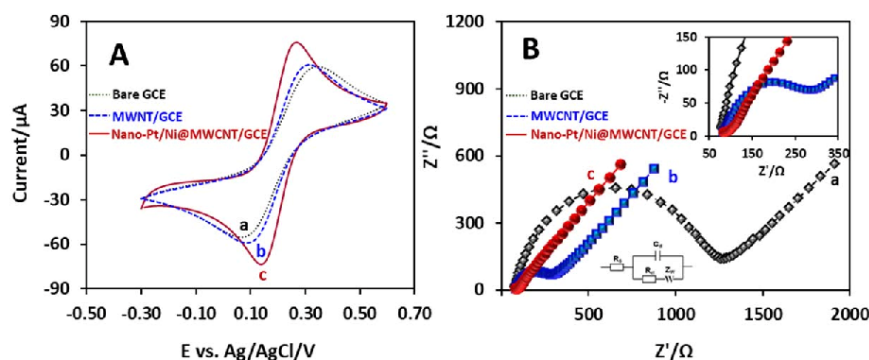 A
Bare GCE
MWNT/GCE
Nano-Pt/Ni@MWCNT/GCE
a
b
c
Current/µA
120
90
60
30
0
-30
-60
-90
-0.50
-0.30
-0.10
0.10
0.30
0.50
0.70
E vs. Ag/AgCl/V
B
Bare GCE
MWCNT/GCE
Nano-Pt/Ni@MWCNT/GCE
c
b
a
Z''/Ω
1200
900
600
300
0
500
1000
1500
2000
Z'/Ω
-Z''/Ω
150
100
50
0
50
150
250
350
Z'/Ω